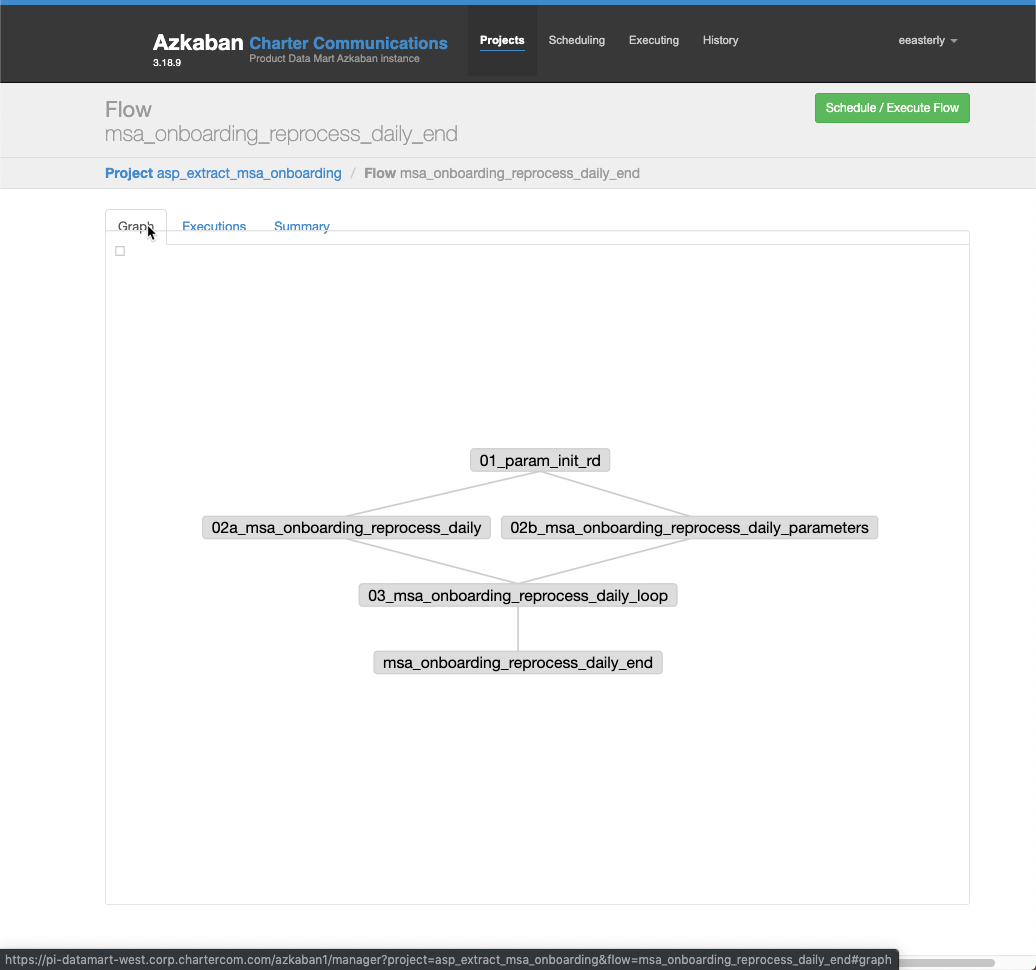 Azkaban Charter Communications
Product Data Mart Azkaban instance
3.18.9
Projects
Scheduling
Executing
History
eeasterly
Flow
msa_onboarding_reprocess_daily_end
Schedule / Execute Flow
Project asp_extract_msa_onboarding / Flow msa_onboarding_reprocess_daily_end
Graph
Executions
Summary
01_param_init_rd
02a_msa_onboarding_reprocess_daily
02b_msa_onboarding_reprocess_daily_parameters
03_msa_onboarding_reprocess_daily_loop
msa_onboarding_reprocess_daily_end
https://pi-datamart-west.corp.chartercom.com/azkaban1/manager?project=asp_extract_msa_onboarding&flow=msa_onboarding_reprocess_daily_end#graph